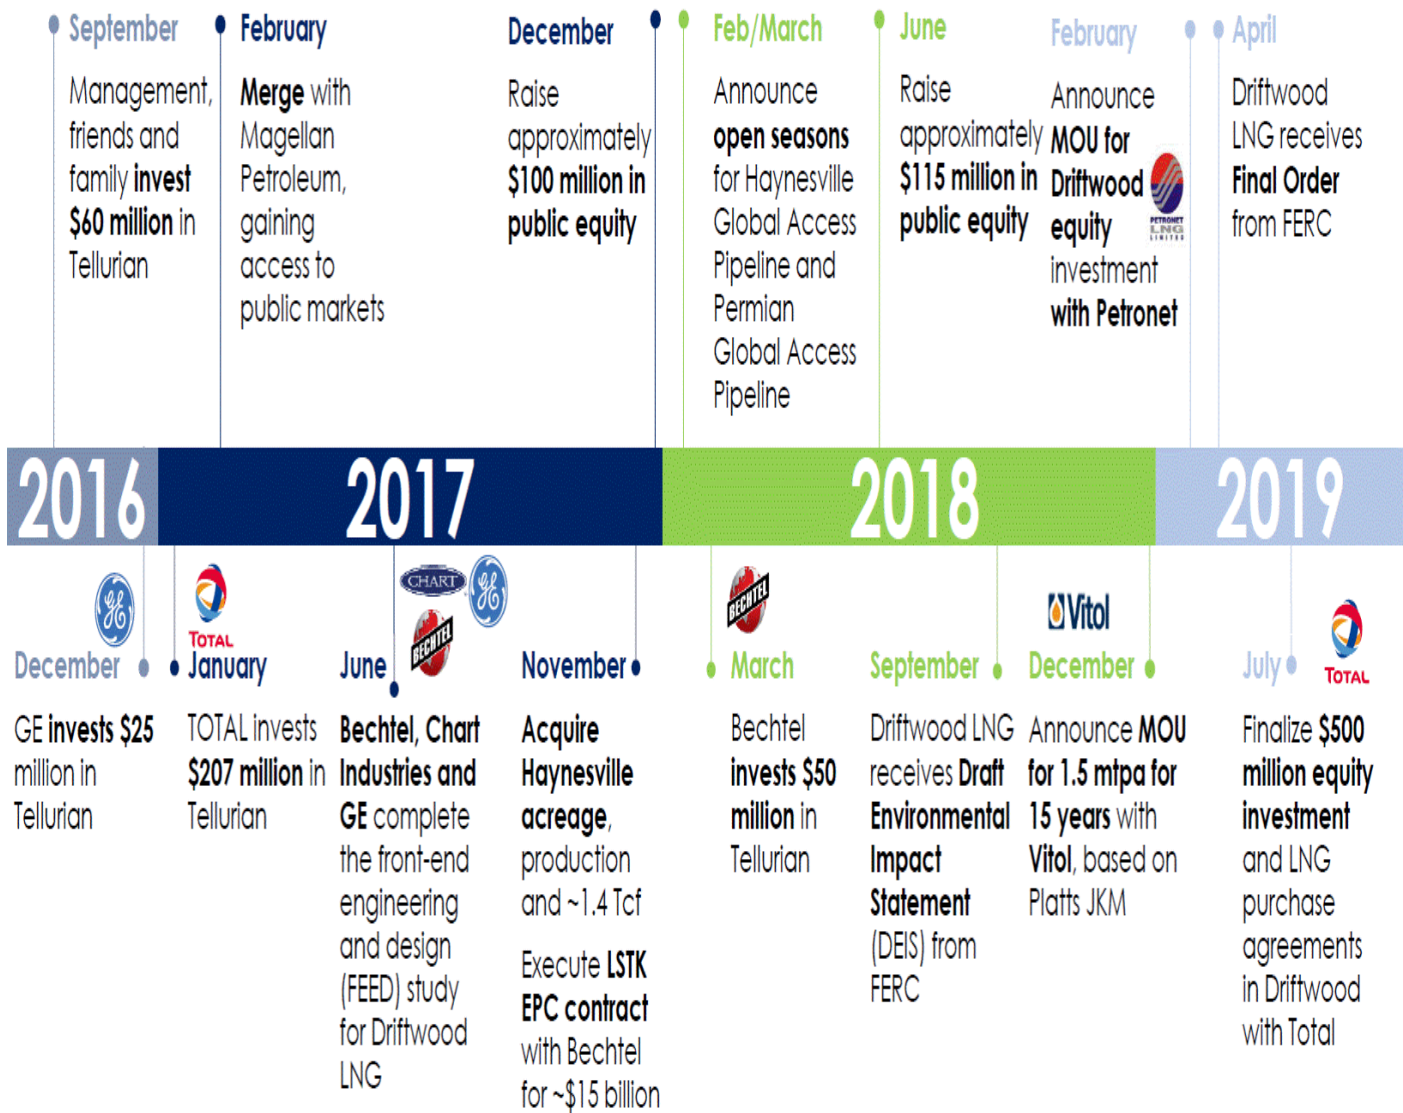 September
Management,
friends and
family invest
$60 million in
Tellurian
February
Merge with
Magellan
Petroleum,
gaining
access to
public markets
December
Raise
approximately
$100 million in
public equity
Feb/March
Announce
open seasons
for Haynesville
Global Access
Pipeline and
Permian
Global Access
Pipeline
June
Raise
approximately
$115 million in
public equity
February
Announce
MOU for
Driftwood
equity
investment
with Petronet
PETRONET
LNG
LIMITED
April
Driftwood
LNG receives
Final Order
from FERC
2016
2017
2018
2019
GE
December
GE invests $25
million in
Tellurian
TOTAL
January
TOTAL invests
$207 million in
Tellurian
CHART
GE
BECHTEL
June
Bechtel, Chart
Industries and
GE complete
the front-end
engineering
and design
(FEED) study
for Driftwood
LNG
November
Acquire
Haynesville
acreage,
production
and ~1.4 Tcf
Execute LSTK
EPC contract
with Bechtel
for ~$15 billion
BECHTEL
March
Bechtel
invests $50
million in
Tellurian
September
Driftwood LNG
receives Draft
Environmental
Impact
Statement
(DEIS) from
FERC
Vitol
December
Announce MOU
for 1.5 mtpa for
15 years with
Vitol, based on
Platts JKM
TOTAL
July
Finalize $500
million equity
investment
and LNG
purchase
agreements
in Driftwood
with Total